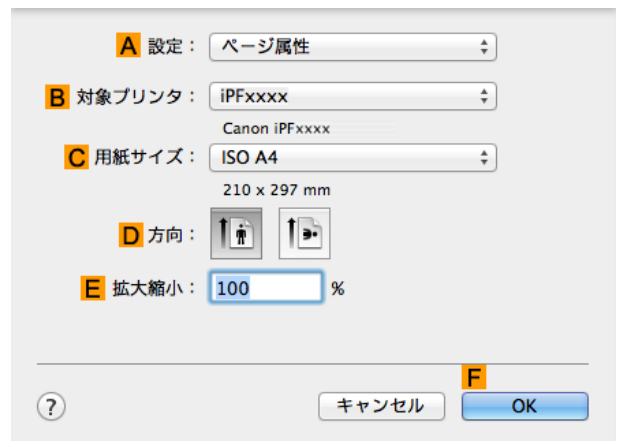 A 設定： ページ属性
B 対象プリンタ： iPFxxxx
Canon iPFxxxx
C 用紙サイズ： ISO A4
210 x 297 mm
D 方向：
E 拡大縮小： 100 %
F
? キャンセル OK